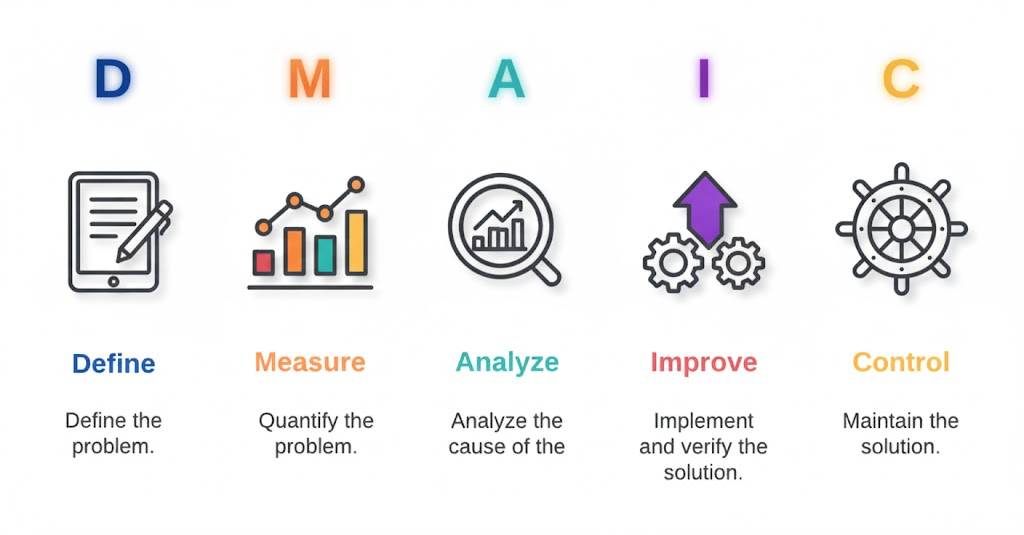 D M A I C
Define
Define the
problem.
Measure
Quantify the
problem.
Analyze
Analyze the
cause of the
Improve
Implement
and verify the
solution.
Control
Maintain the
solution.